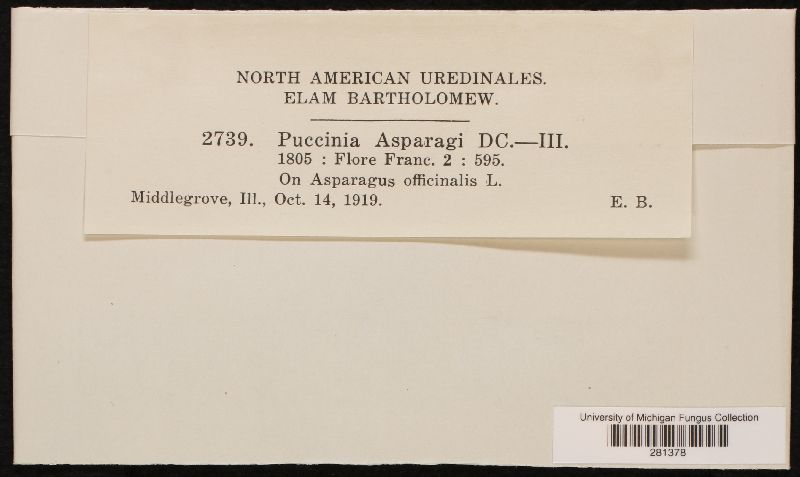 NORTH AMERICAN UREDINALES.
ELAM BARTHOLOMEW.
2739. Puccinia Asparagi DC.—III.
1805 : Flore Franc. 2 : 595.
On Asparagus officinalis L.
Middlegrove, Ill., Oct. 14, 1919. E. B.
University of Michigan Fungus Collection
281378